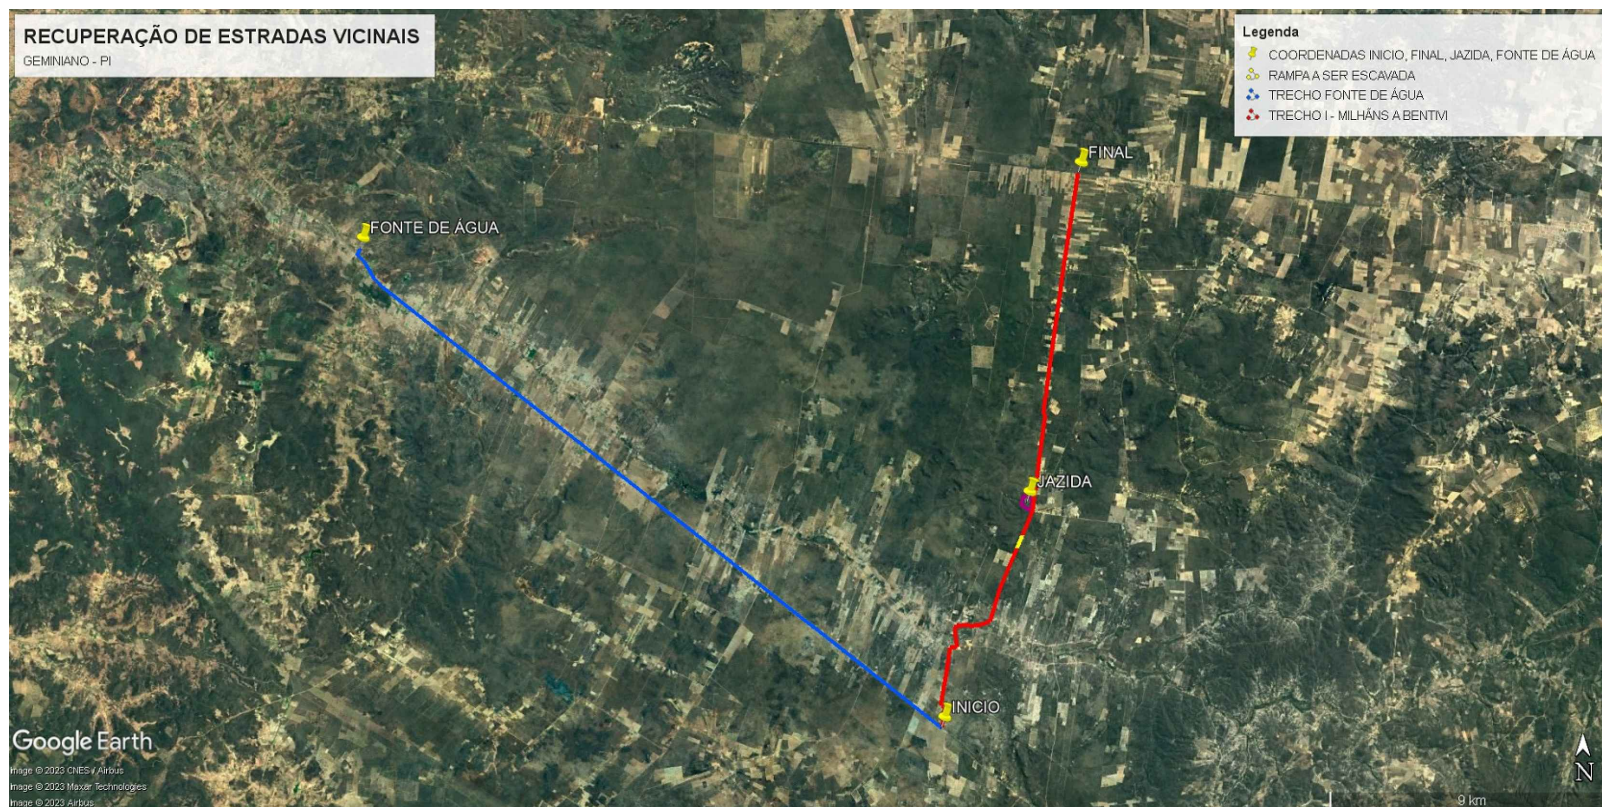 RECUPERAÇÃO DE ESTRADAS VICINAIS
GEMINIANO - PI
Legenda
COORDENADAS INICIO, FINAL, JAZIDA, FONTE DE ÁGUA
RAMPA A SER ESCAVADA
TRECHO FONTE DE ÁGUA
TRECHO I - MILHÃNS A BENTIVI
FINAL
FONTE DE ÁGUA
JAZIDA
INICIO
Google Earth
Image © 2023 CNES / Airbus
Image © 2023 Maxar Technologies
Image © 2023 Airbus
N
9 km